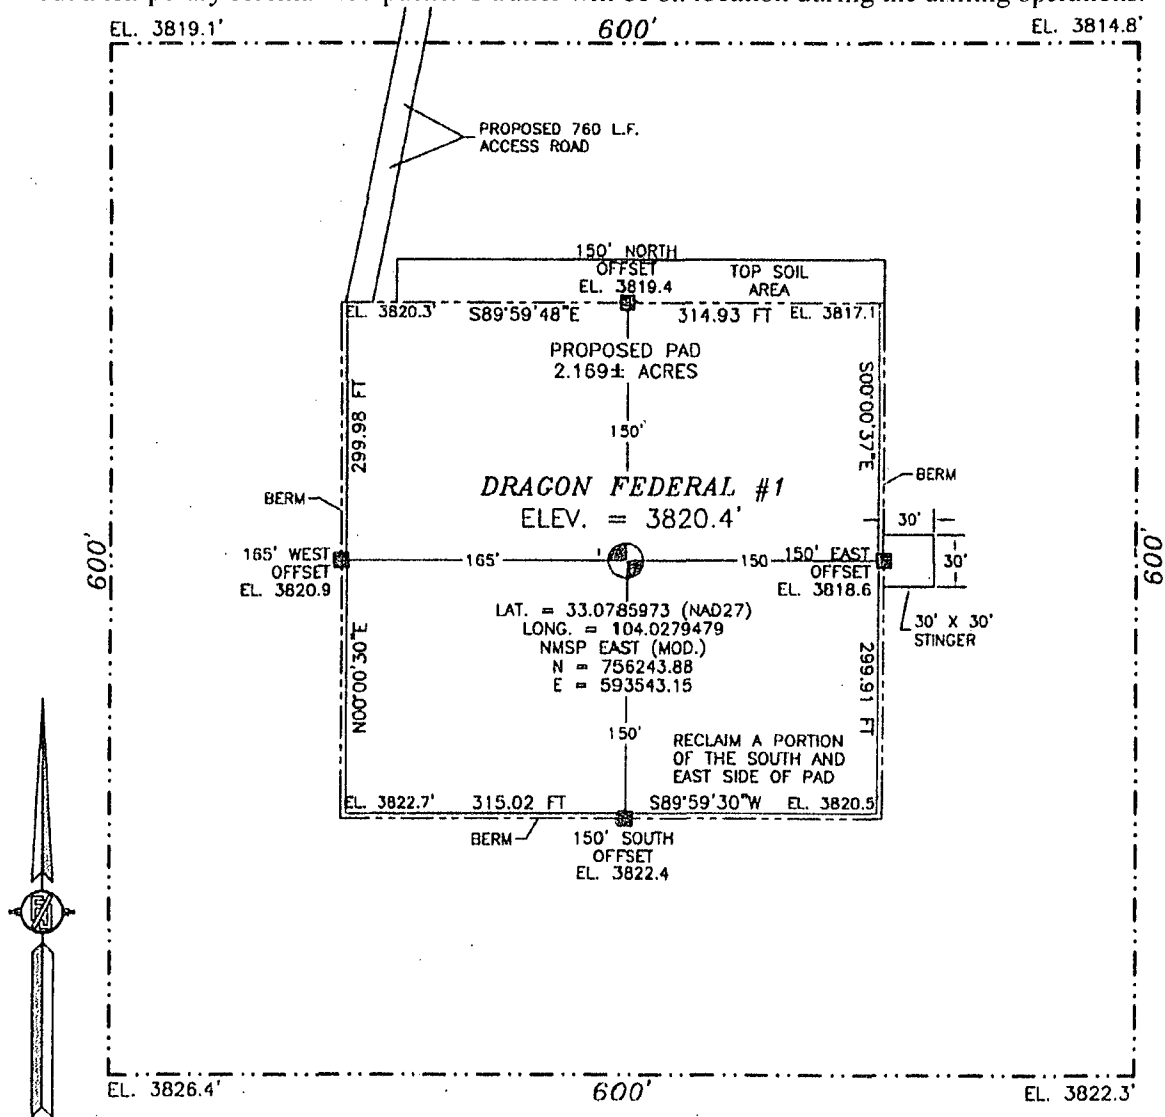 EL. 3819.1'
600'
EL. 3814.8'
PROPOSED 760 L.F.
ACCESS ROAD
150' NORTH
OFFSET
EL. 3819.4
TOP SOIL
AREA
EL. 3820.3'
S89°59'48"E
314.93 FT
EL. 3817.1'
PROPOSED PAD
2.169± ACRES
299.98 FT
S00°00'37"E
150'
BERM
DRAGON FEDERAL #1
ELEV. = 3820.4'
BERM
30'
600'
165' WEST
OFFSET
EL. 3820.9
165'
150
150' EAST
OFFSET
EL. 3818.6
30'
600'
LAT. = 33.0785973 (NAD27)
LONG. = 104.0279479
NMSP EAST (MOD.)
N = 756243.88
E = 593543.15
30' X 30'
STINGER
N00°00'30"E
299.91 FT
150'
RECLAIM A PORTION
OF THE SOUTH AND
EAST SIDE OF PAD
EL. 3822.7'
315.02 FT
S89°59'30"W
EL. 3820.5
BERM
150' SOUTH
OFFSET
EL. 3822.4
EL. 3826.4'
600'
EL. 3822.3'